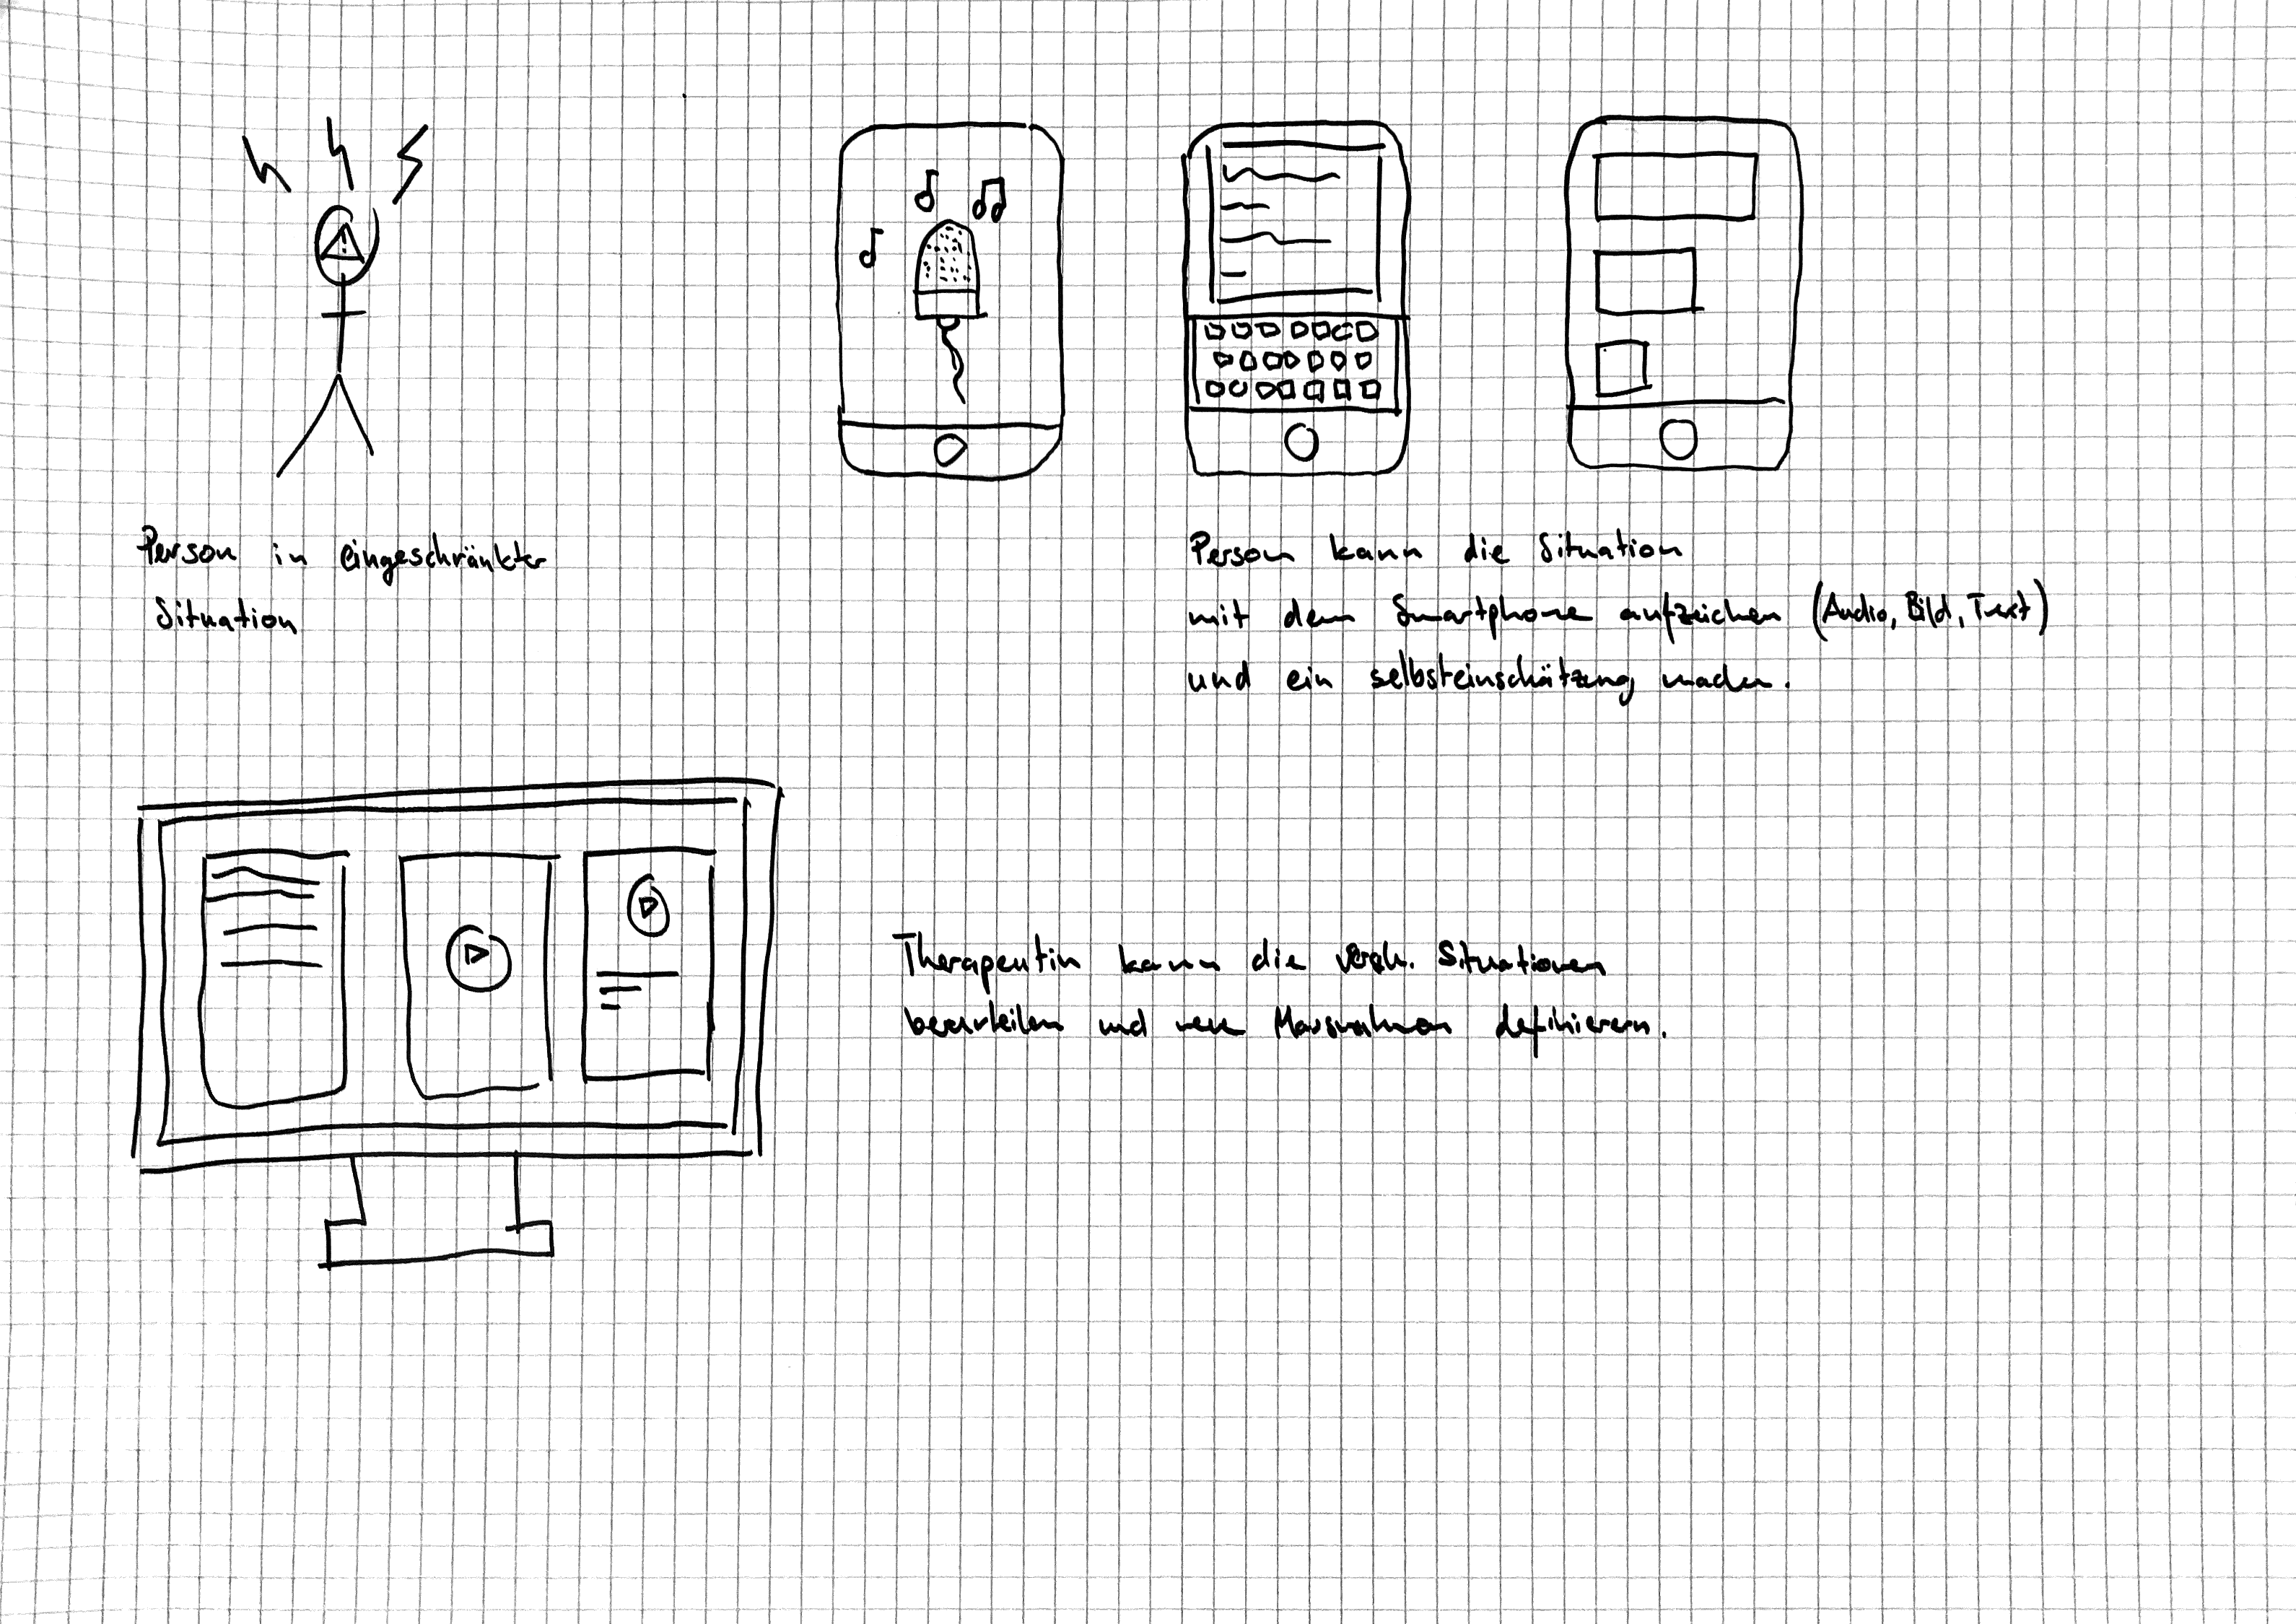 Person in eingeschränkter
Situation
Person kann die Situation
mit dem Smartphone aufzeichen (Audio, Bild, Text)
und ein selbsteinschätzung machen.
Therapeutin kann die Situationen
beurteilen und neue Massnahmen definieren.